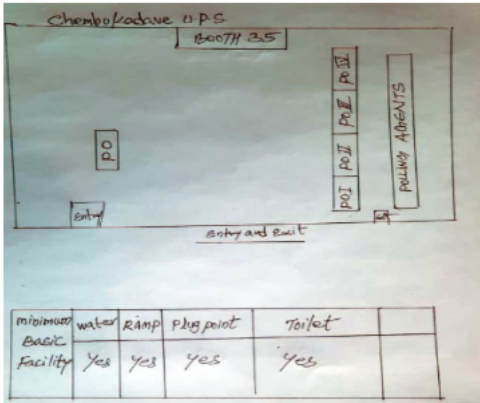 Chembokadave U.P.S
BOOTH 35
PO IV
PO III
PO II
PO I
POLLING AGENTS
PO
Entry
Entry and Exit
minimum Basic Facility
water
RAMP
Plug point
Toilet
Yes
Yes
Yes
Yes